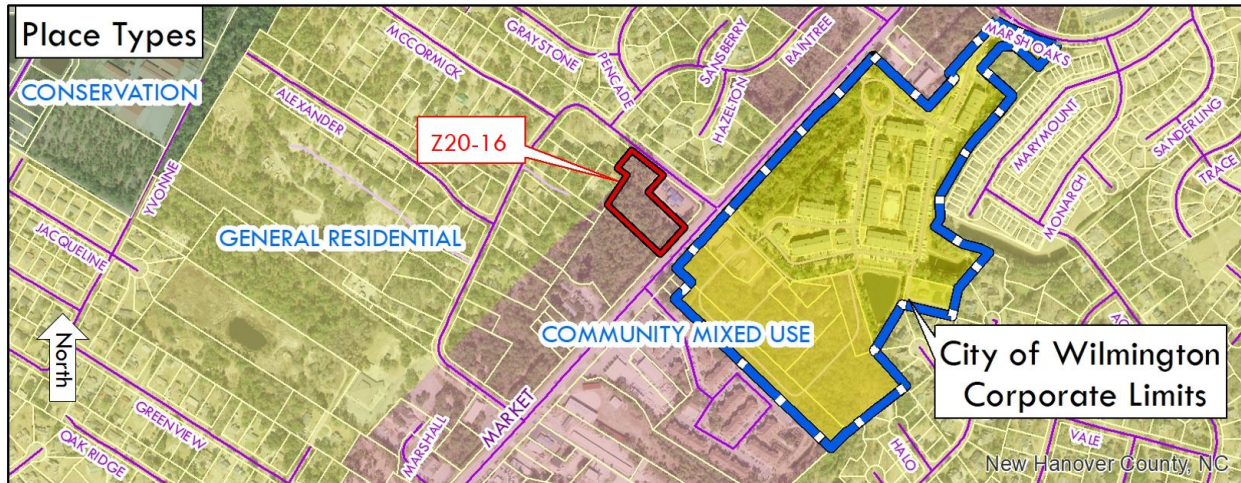 Place Types
CONSERVATION
MCCORMICK
GRAYSTONE
PENCADE
SANSBERRY
RAINTREE
HAZELTON
MARSH OAKS
ALEXANDER
YVONNE
Z20-16
MARYMOUNT
SANDERLING
TRACE
MONARCH
JACQUELINE
GENERAL RESIDENTIAL
North
COMMUNITY MIXED USE
City of Wilmington
Corporate Limits
GREENVIEW
OAK RIDGE
MARSHALL
MARKET
HALO
VALE
New Hanover County, NC